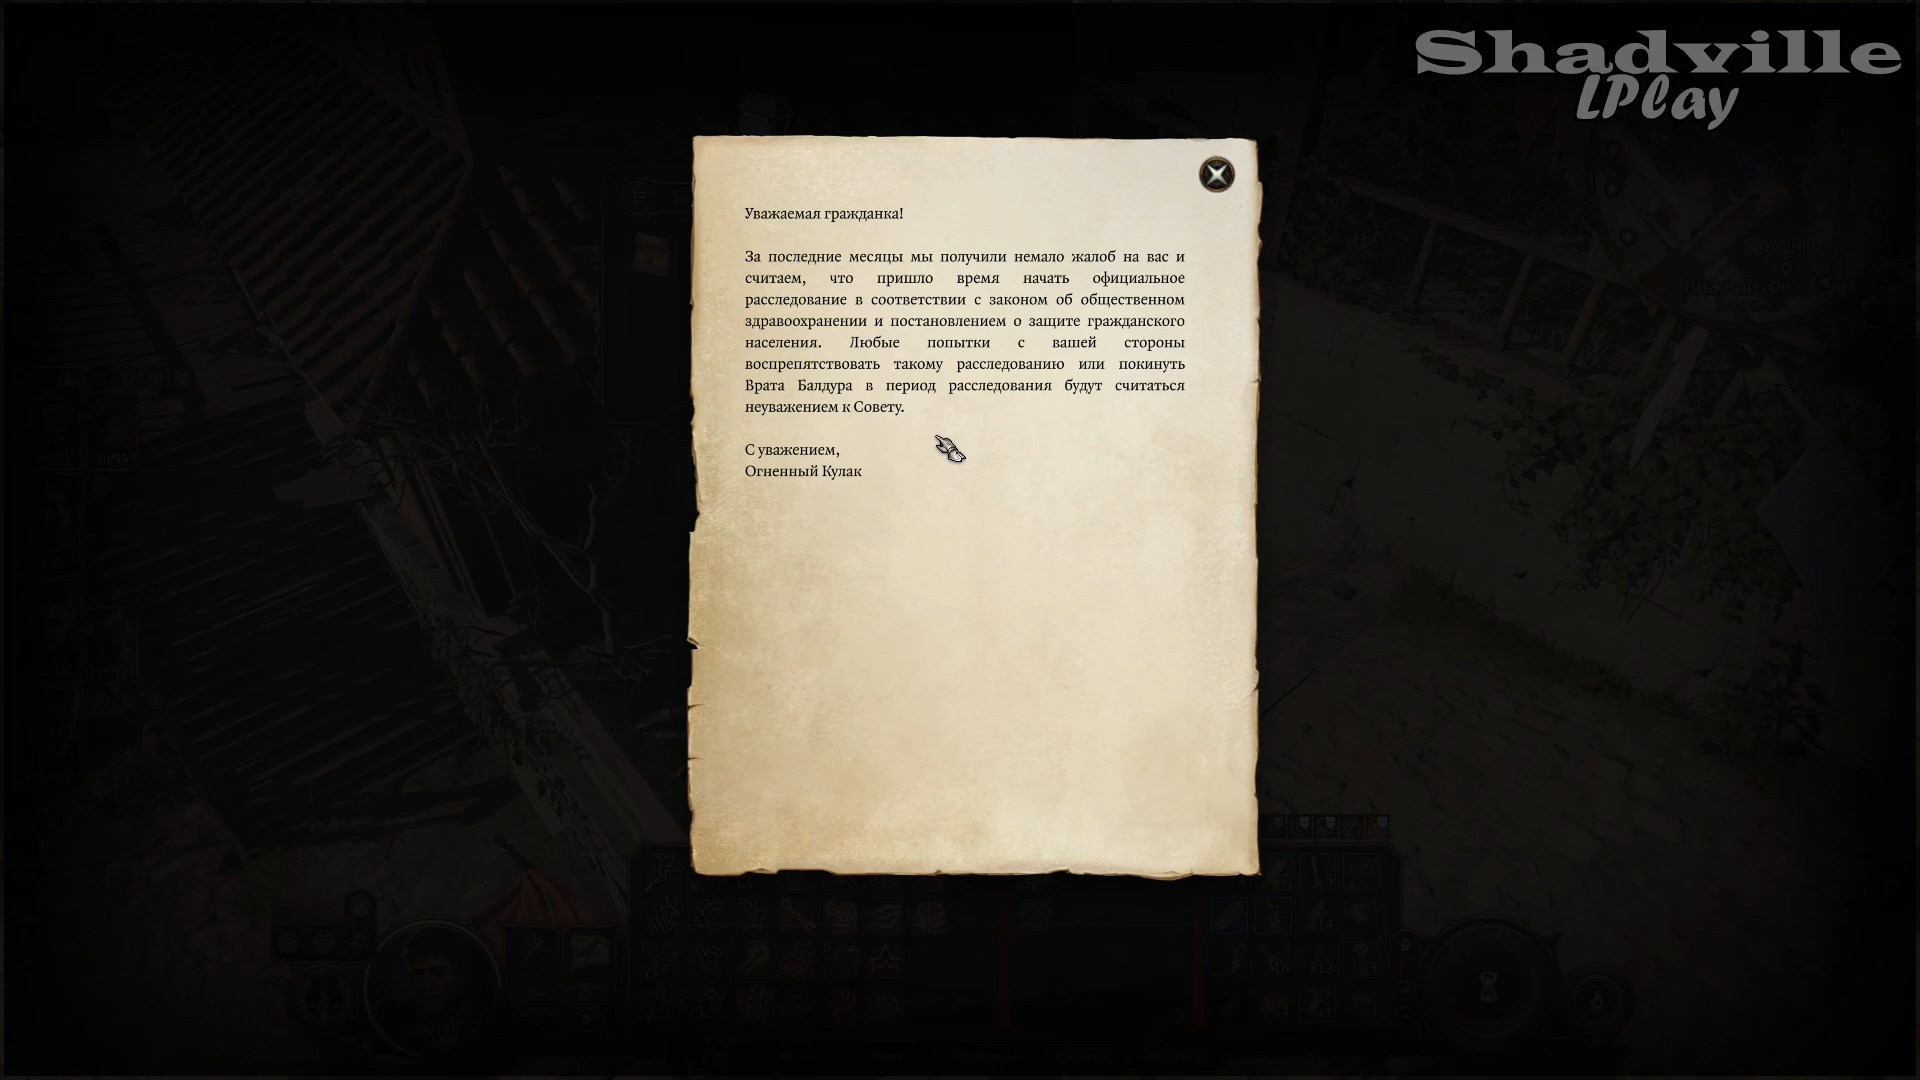 Shadville
LPlay
Уважаемая гражданка!
За последние месяцы мы получили немало жалоб на вас и
считаем, что пришло время начать официальное
расследование в соответствии с законом об общественном
здравоохранении и постановлением о защите гражданского
населения. Любые попытки с вашей стороны
воспрепятствовать такому расследованию или покинуть
Врата Балдура в период расследования будут считаться
неуважением к Совету.
С уважением,
Огненный Кулак